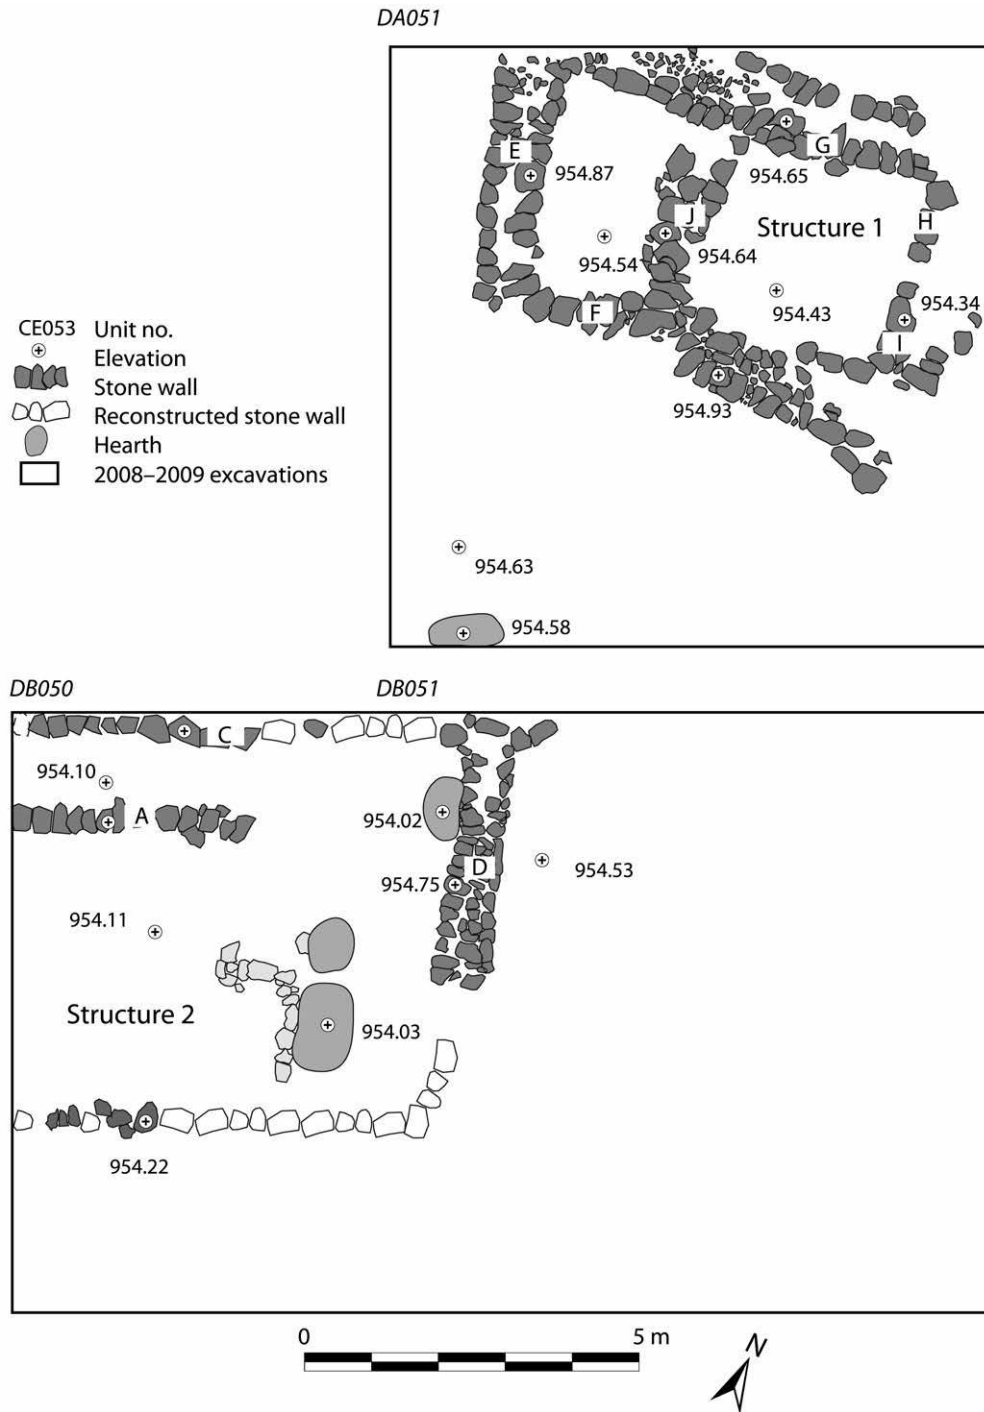 DA051
E
G
954.87
954.65
H
J
Structure 1
954.54
954.64
CE053 Unit no.
954.43
954.34
Elevation
F
I
Stone wall
Reconstructed stone wall
954.93
Hearth
2008–2009 excavations
954.63
954.58
DB050
DB051
C
954.10
A
954.02
D
954.53
954.75
954.11
Structure 2
954.03
954.22
0
5 m
N